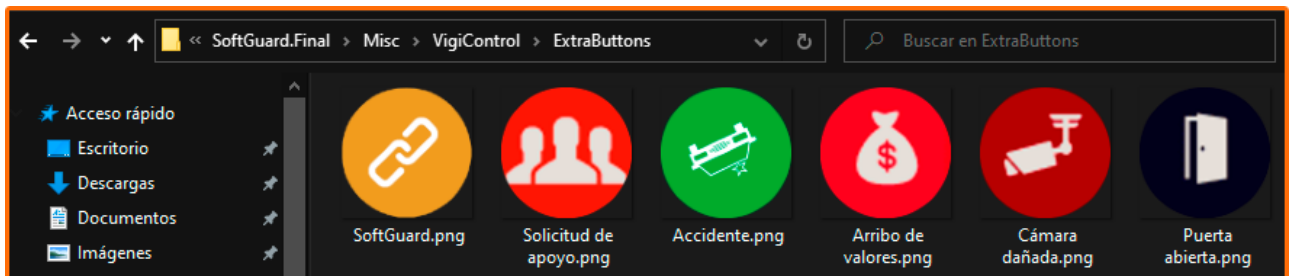 « SoftGuard.Final › Misc › VigiControl › ExtraButtons
Buscar en ExtraButtons
Acceso rápido
Escritorio
Descargas
Documentos
Imágenes
SoftGuard.png
Solicitud de
apoyo.png
Accidente.png
$
Arribo de
valores.png
Cámara
dañada.png
Puerta
abierta.png